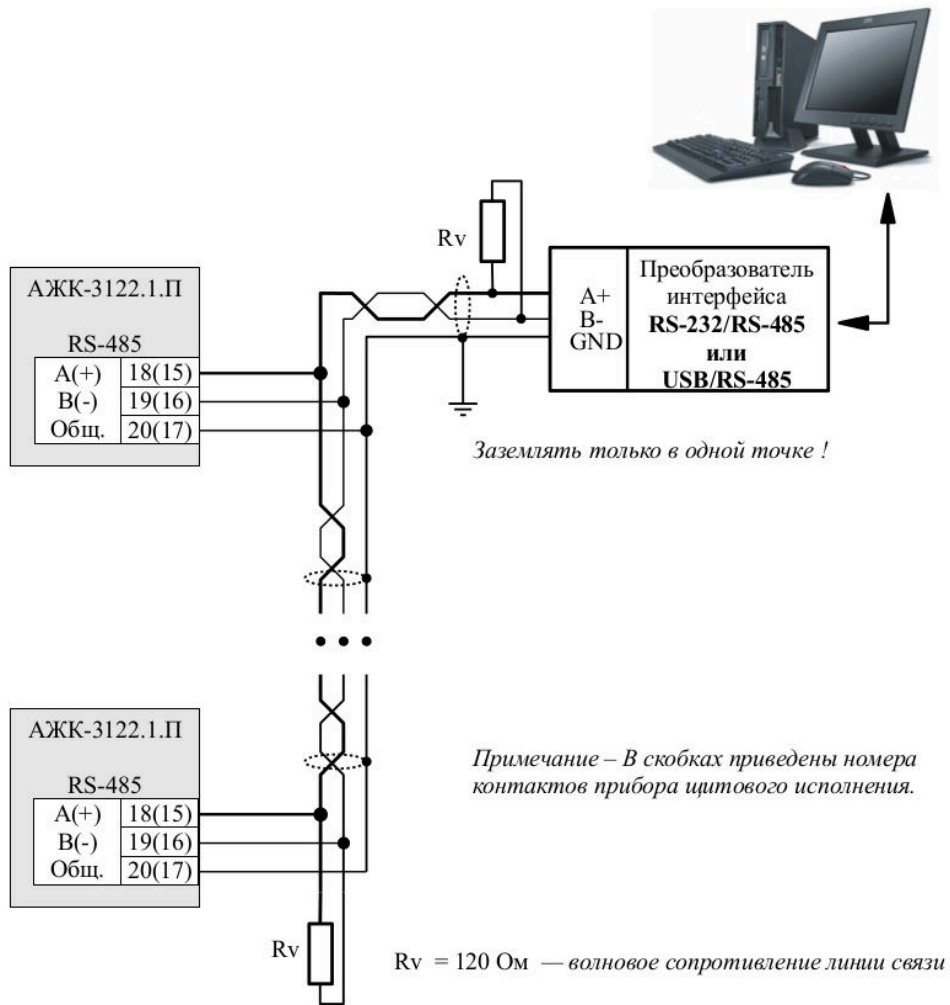 Rv
АЖК-3122.1.П
RS-485
А(+) 18(15)
В(-) 19(16)
Общ. 20(17)
A+
B-
GND
Преобразователь
интерфейса
RS-232/RS-485
или
USB/RS-485
Заземлять только в одной точке !
АЖК-3122.1.П
RS-485
А(+) 18(15)
В(-) 19(16)
Общ. 20(17)
Примечание – В скобках приведены номера
контактов прибора щитового исполнения.
Rv
Rv = 120 Ом — волновое сопротивление линии связи